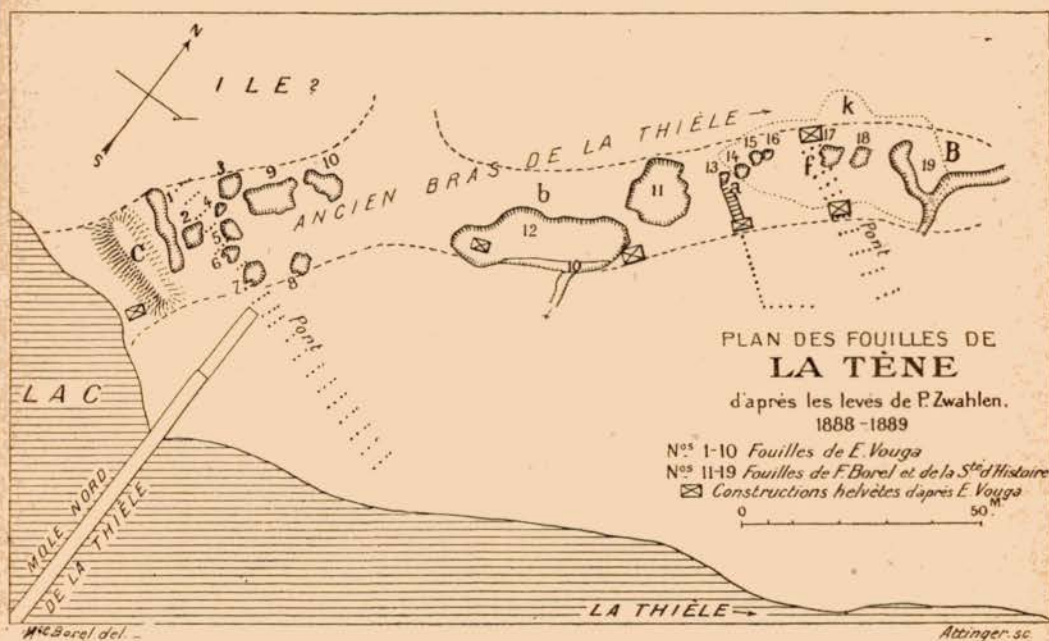 N
S
ILE?
1
2
3
4
5
6
7
8
9
10
C
ANCIEN BRAS DE LA THIÈLE
b
11
12
10
13
14
15
16
a
k
17
18
f
19
B
Pont
Pont
PLAN DES FOUILLES DE
LA TÈNE
d'après les levés de P. Zwahlen.
1888-1889
Nos 1-10 Fouilles de E. Vouga
Nos 11-19 Fouilles de F. Borel et de la Sté d'Histoire
Constructions helvètes d'après E. Vouga
0 50 M.
LAC
MOLE NORD
DE LA THIÈLE
LA THIÈLE
Mce Borel del.
Attinger. sc.